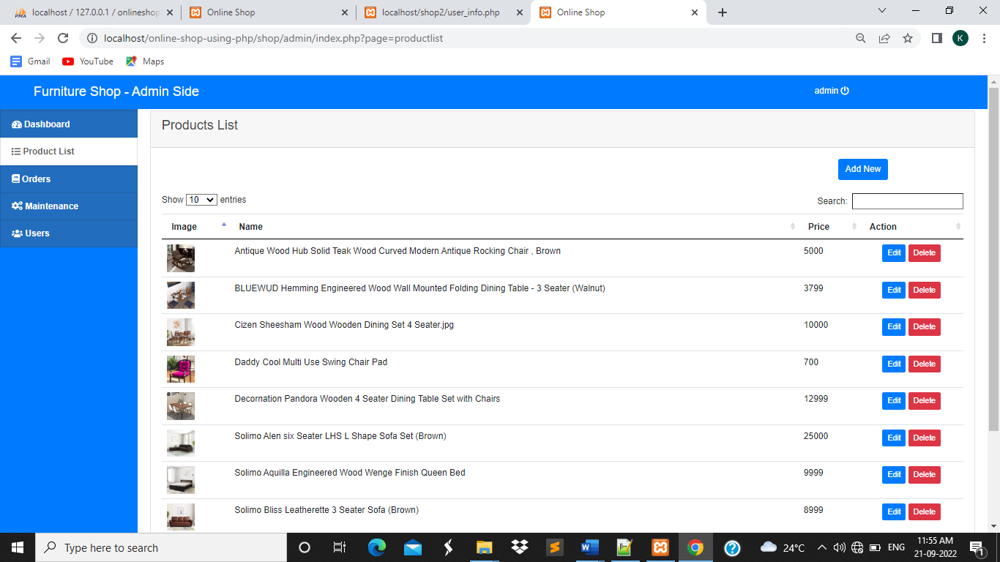 localhost / 127.0.0.1 / onlineshop
Online Shop
localhost/shop2/user_info.php
Online Shop
localhost/online-shop-using-php/shop/admin/index.php?page=productlist
K
Gmail
YouTube
Maps
Furniture Shop - Admin Side
admin
Dashboard
Product List
Orders
Maintenance
Users
Products List
Add New
Show 10 entries
Search:
Image Name Price Action
Antique Wood Hub Solid Teak Wood Curved Modern Antique Rocking Chair , Brown 5000 Edit Delete
BLUEWUD Hemming Engineered Wood Wall Mounted Folding Dining Table - 3 Seater (Walnut) 3799 Edit Delete
Cizen Sheesham Wood Wooden Dining Set 4 Seater.jpg 10000 Edit Delete
Daddy Cool Multi Use Swing Chair Pad 700 Edit Delete
Decornation Pandora Wooden 4 Seater Dining Table Set with Chairs 12999 Edit Delete
Solimo Alen six Seater LHS L Shape Sofa Set (Brown) 25000 Edit Delete
Solimo Aquilla Engineered Wood Wenge Finish Queen Bed 9999 Edit Delete
Solimo Bliss Leatherette 3 Seater Sofa (Brown) 8999 Edit Delete
Type here to search
24°C
ENG
11:55 AM
21-09-2022
1